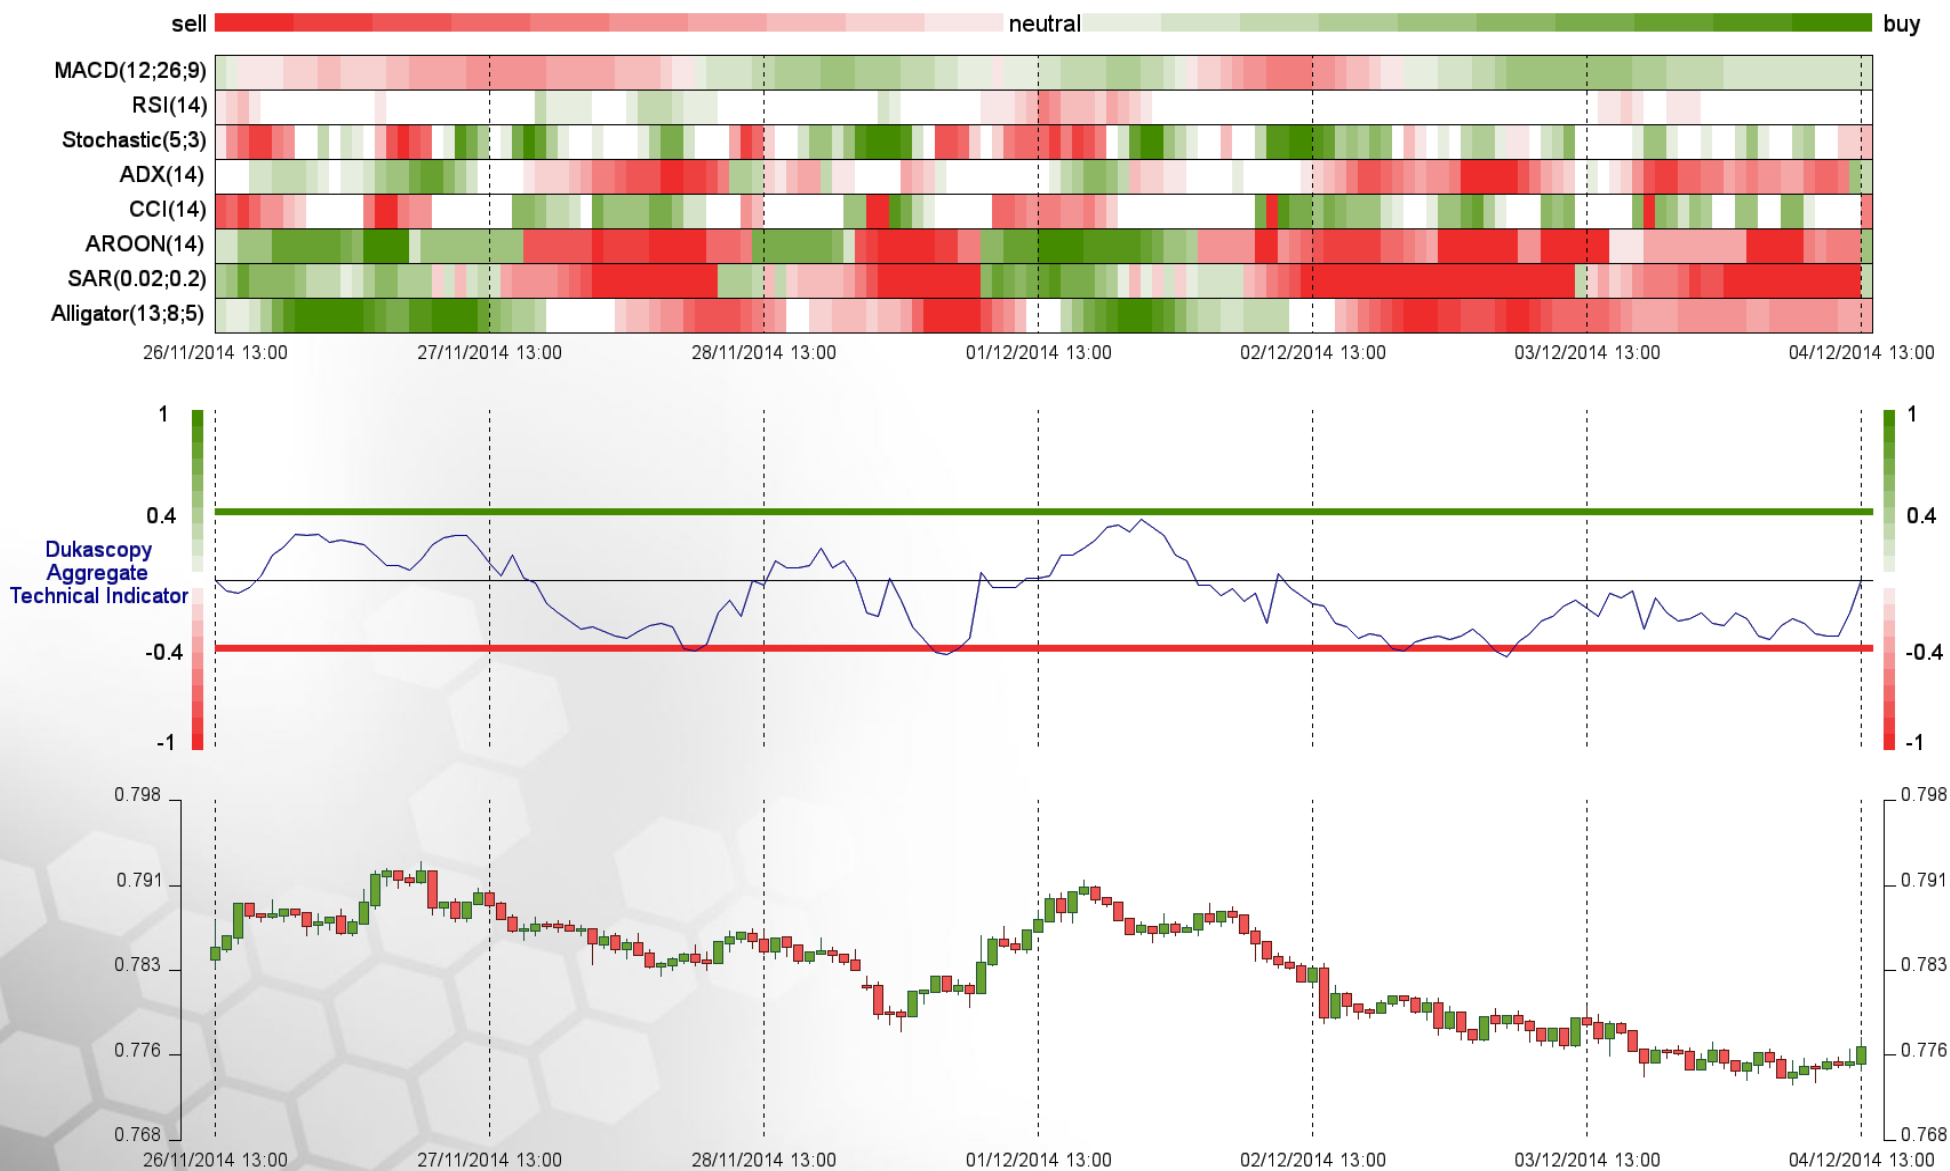 sell neutral buy
MACD(12;26;9)
RSI(14)
Stochastic(5;3)
ADX(14)
CCI(14)
AROON(14)
SAR(0.02;0.2)
Alligator(13;8;5)
26/11/2014 13:00 27/11/2014 13:00 28/11/2014 13:00 01/12/2014 13:00 02/12/2014 13:00 03/12/2014 13:00 04/12/2014 13:00
1 1
0.4 0.4
Dukascopy
Aggregate
Technical Indicator
-0.4 -0.4
-1 -1
0.798 0.798
0.791 0.791
0.783 0.783
0.776 0.776
0.768 0.768
26/11/2014 13:00 27/11/2014 13:00 28/11/2014 13:00 01/12/2014 13:00 02/12/2014 13:00 03/12/2014 13:00 04/12/2014 13:00